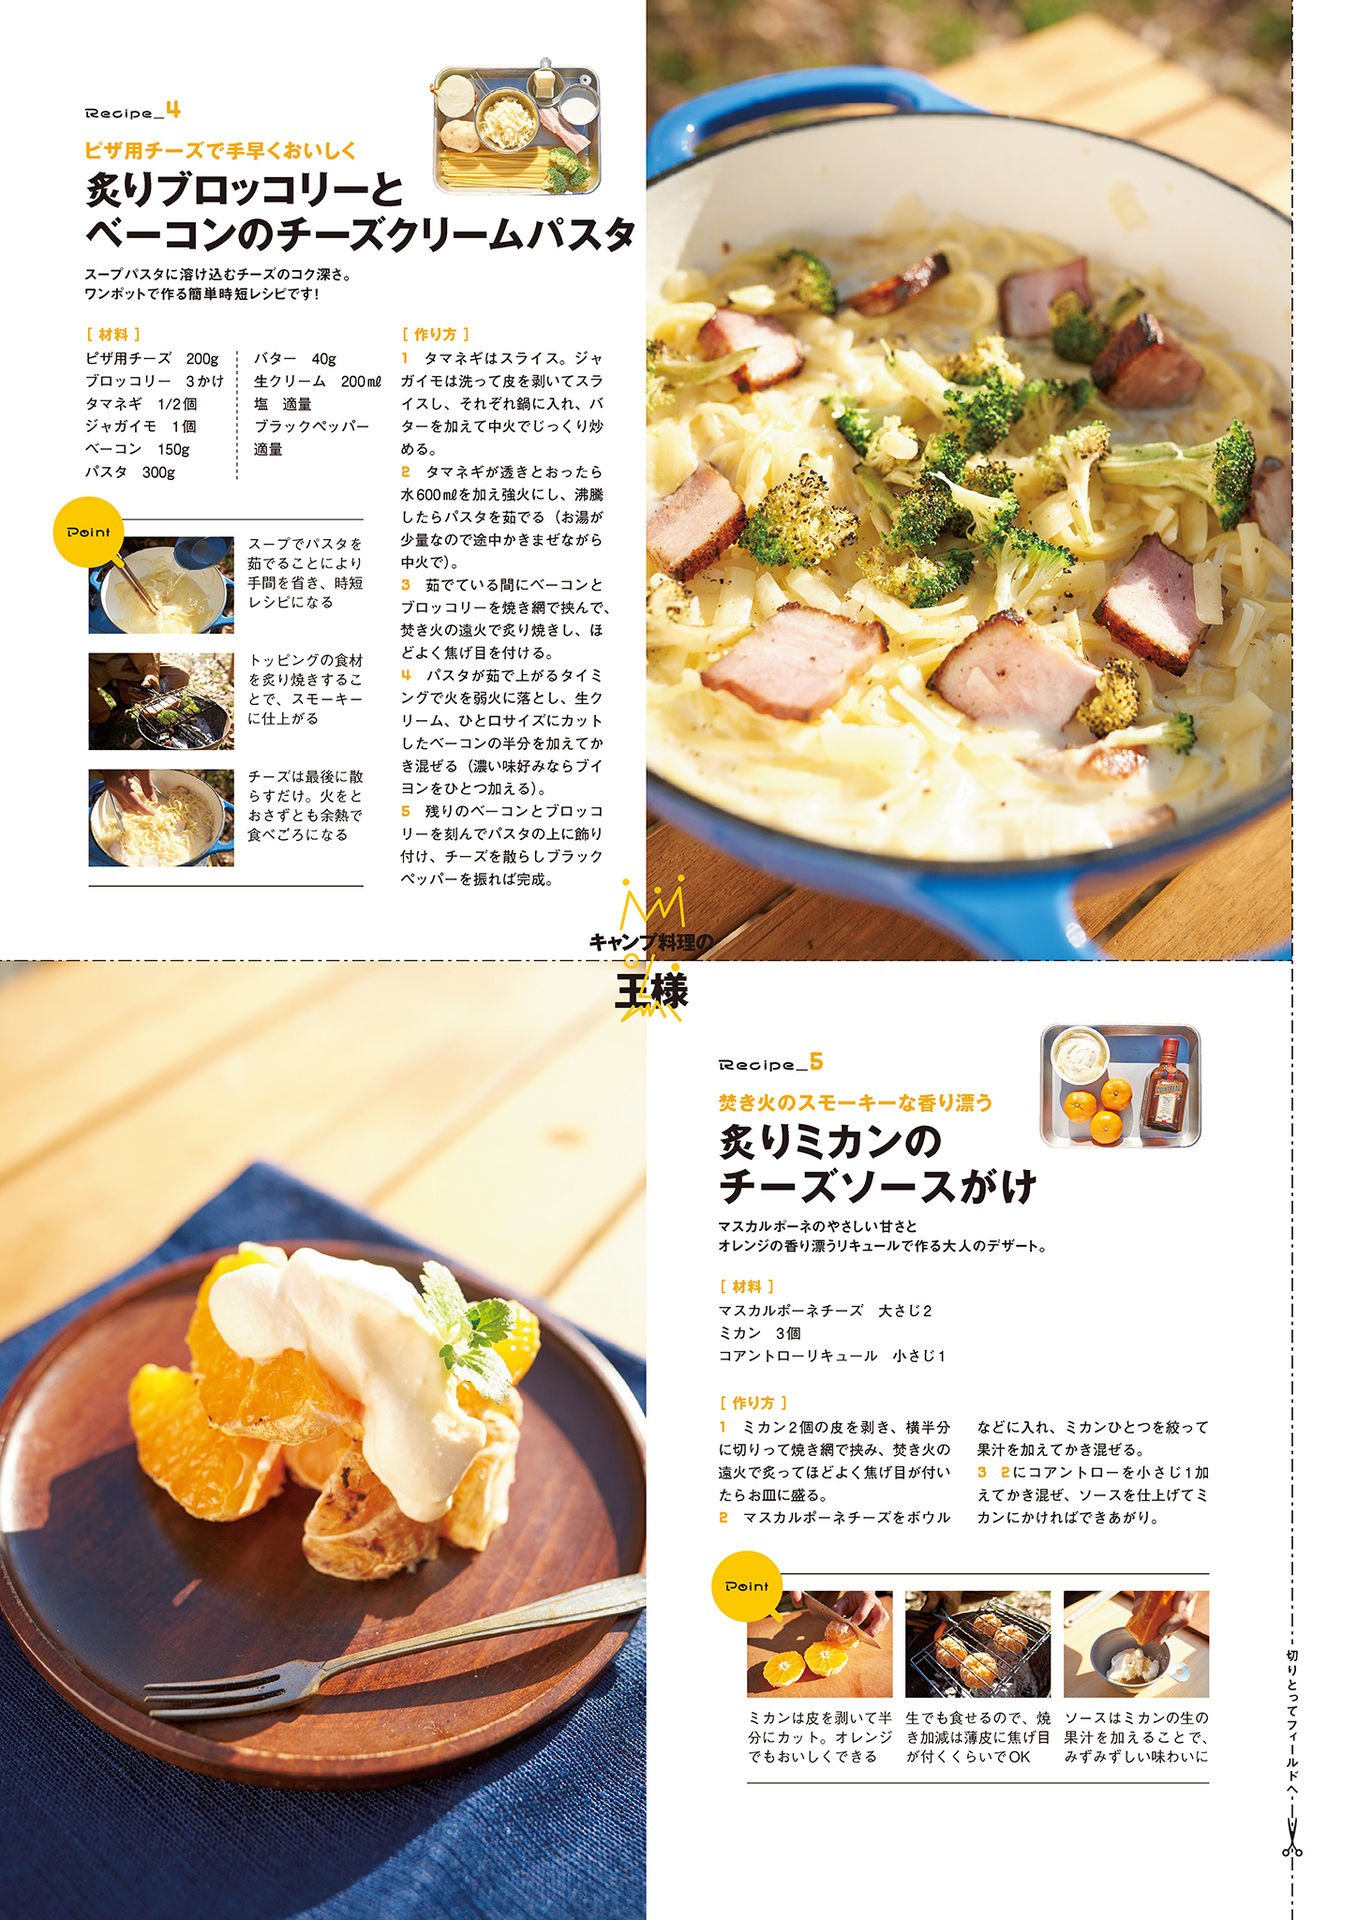 Recipe_4
ピザ用チーズで手早くおいしく
炙りブロッコリーと
ベーコンのチーズクリームパスタ
スープパスタに溶け込むチーズのコク深さ。
ワンポットで作る簡単時短レシピです！
［ 材料 ］
ピザ用チーズ　200g
ブロッコリー　3かけ
タマネギ　1/2個
ジャガイモ　1個
ベーコン　150g
パスタ　300g
バター　40g
生クリーム　200㎖
塩　適量
ブラックペッパー
適量
Point
スープでパスタを
茹でることにより
手間を省き、時短
レシピになる
トッピングの食材
を炙り焼きするこ
とで、スモーキー
に仕上がる
チーズは最後に散
らすだけ。火をと
おさずとも余熱で
食べごろになる
［ 作り方 ］
1　タマネギはスライス。ジャ
ガイモは洗って皮を剥いてスラ
イスし、それぞれ鍋に入れ、バ
ターを加えて中火でじっくり炒
める。
2　タマネギが透きとおったら
水600㎖を加え強火にし、沸騰
したらパスタを茹でる（お湯が
少量なので途中かきまぜながら
中火で）。
3　茹でている間にベーコンと
ブロッコリーを焼き網で挟んで、
焚き火の遠火で炙り焼きし、ほ
どよく焦げ目を付ける。
4　パスタが茹で上がるタイミ
ングで火を弱火に落とし、生ク
リーム、ひと口サイズにカット
したベーコンの半分を加えてか
き混ぜる（濃い味好みならブイ
ヨンをひとつ加える）。
5　残りのベーコンとブロッコ
リーを刻んでパスタの上に飾り
付け、チーズを散らしブラック
ペッパーを振れば完成。
キャンプ料理の
王様
Recipe_5
焚き火のスモーキーな香り漂う
炙りミカンの
チーズソースがけ
マスカルポーネのやさしい甘さと
オレンジの香り漂うリキュールで作る大人のデザート。
［ 材料 ］
マスカルポーネチーズ　大さじ2
ミカン　3個
コアントローリキュール　小さじ1
［ 作り方 ］
1　ミカン2個の皮を剥き、横半分
に切りって焼き網で挟み、焚き火の
遠火で炙ってほどよく焦げ目が付い
たらお皿に盛る。
2　マスカルポーネチーズをボウル
などに入れ、ミカンひとつを絞って
果汁を加えてかき混ぜる。
3　2にコアントローを小さじ1加
えてかき混ぜ、ソースを仕上げてミ
カンにかければできあがり。
Point
ミカンは皮を剥いて半
分にカット。オレンジ
でもおいしくできる
生でも食せるので、焼
き加減は薄皮に焦げ目
が付くくらいでOK
ソースはミカンの生の
果汁を加えることで、
みずみずしい味わいに
切りとってフィールドへ